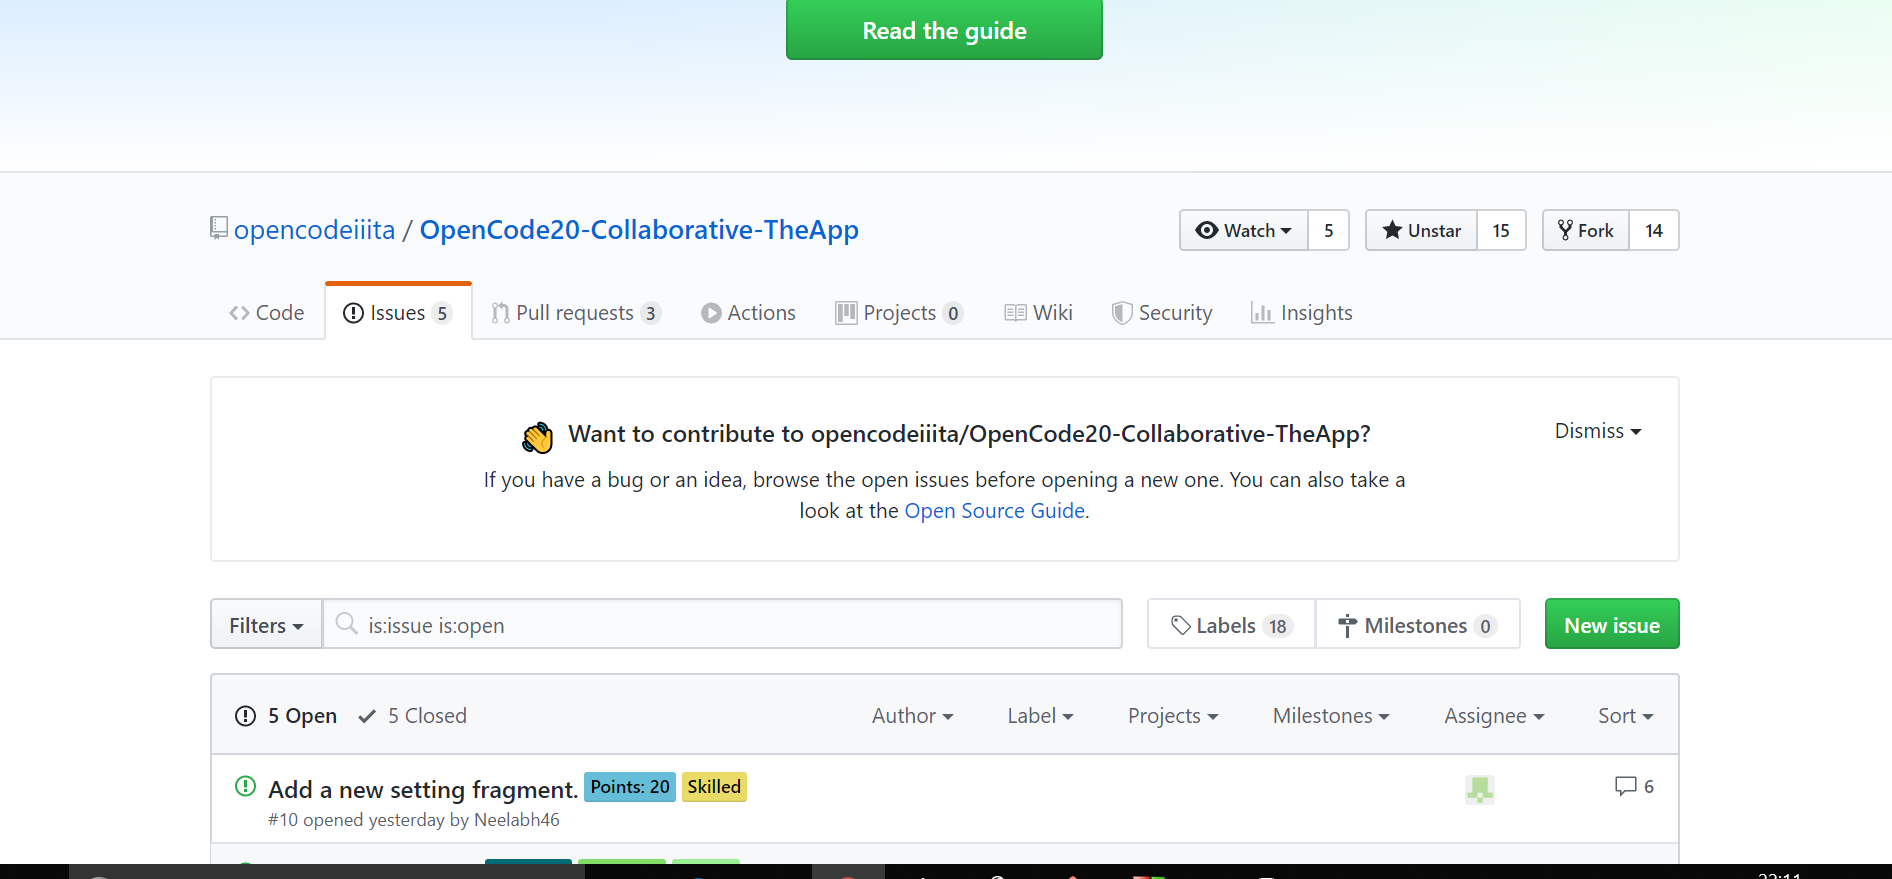 Read the guide
opencodeiiita / OpenCode20-Collaborative-TheApp
Watch 5 Unstar 15 Fork 14
Code Issues 5 Pull requests 3 Actions Projects 0 Wiki Security Insights
Want to contribute to opencodeiiita/OpenCode20-Collaborative-TheApp?
Dismiss
If you have a bug or an idea, browse the open issues before opening a new one. You can also take a
look at the Open Source Guide.
Filters is:issue is:open Labels 18 Milestones 0 New issue
5 Open 5 Closed Author Label Projects Milestones Assignee Sort
Add a new setting fragment. Points: 20 Skilled 6
#10 opened yesterday by Neelabh46